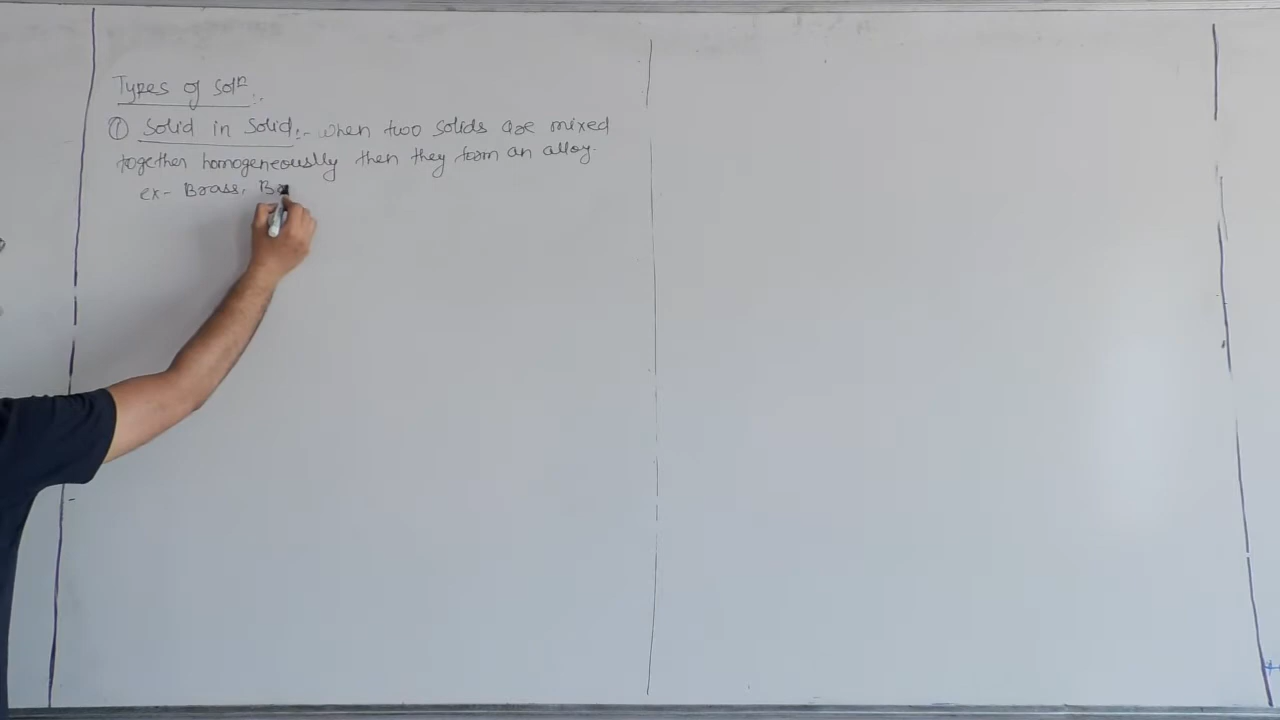 Types of Solⁿ:-
① Solid in Solid:- when two solids are mixed
together homogeneouslly then they form an alloy.
ex- Brass,